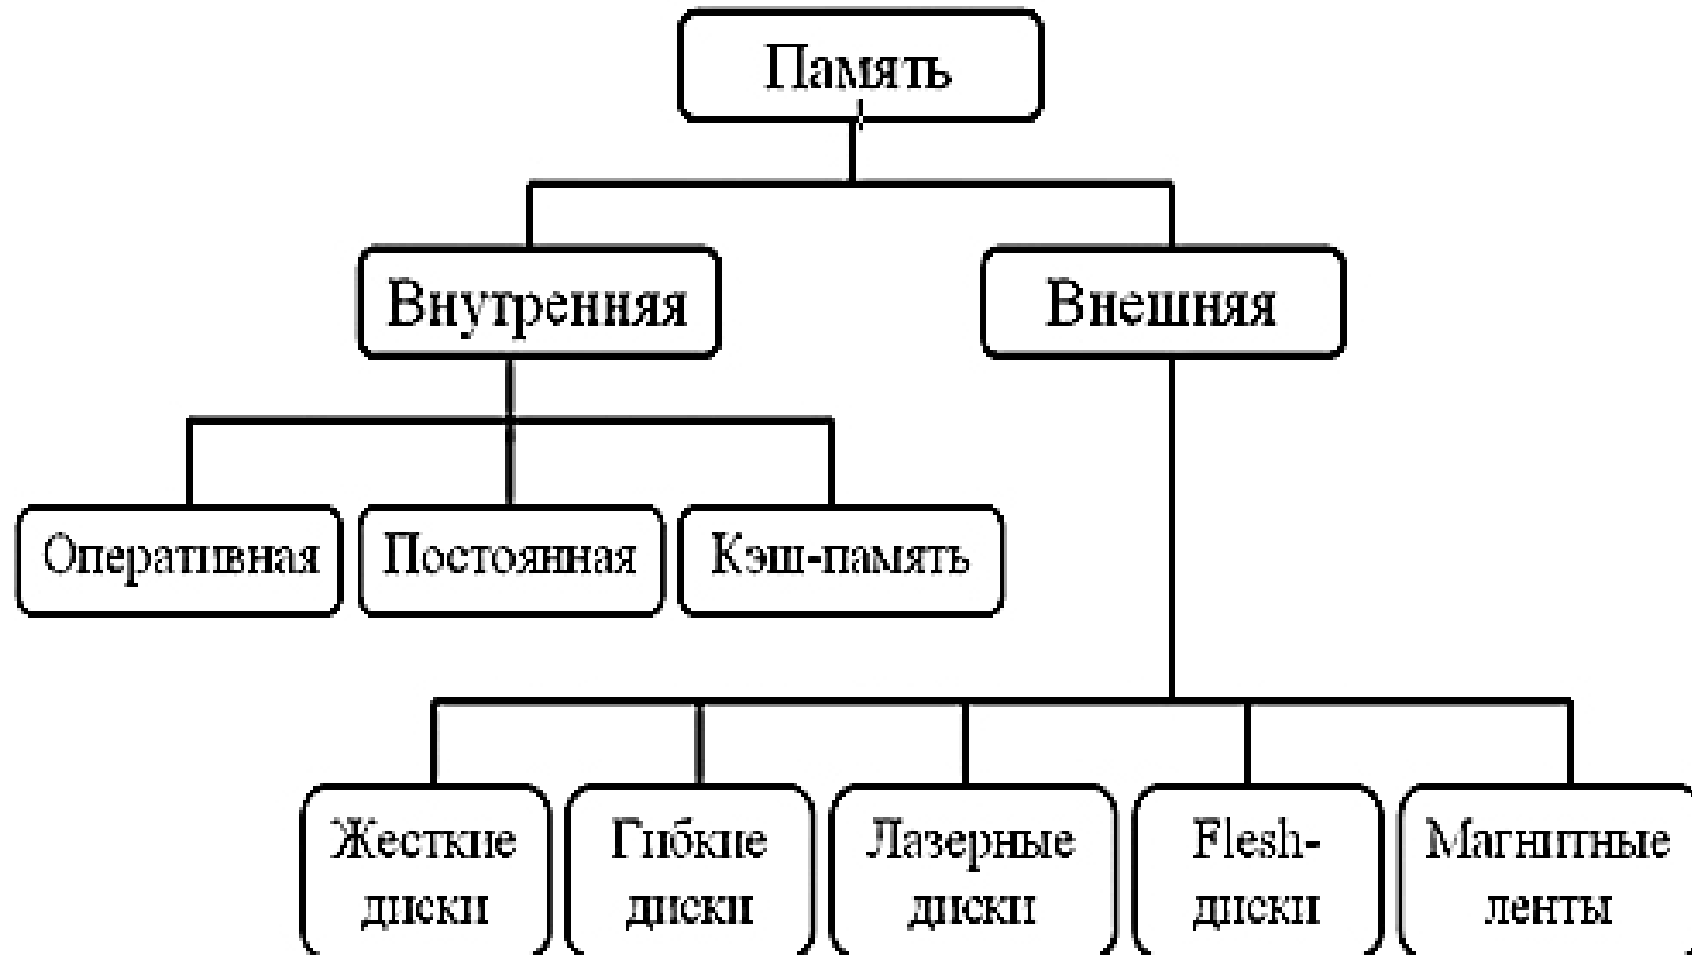 Память
Внутренняя
Внешняя
Оперативная
Постоянная
Кэш-память
Жесткие
диски
Гибкие
диски
Лазерные
диски
Flesh-
диски
Магнитные
ленты